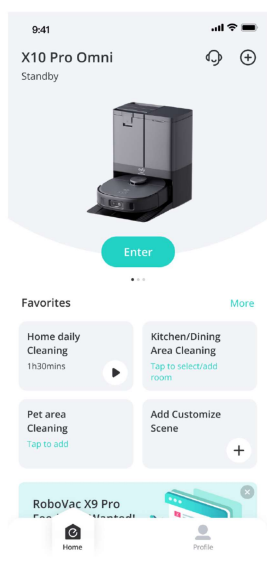 9:41
X10 Pro Omni
Standby
Enter
Favorites
More
Home daily
Cleaning
1h30mins
Kitchen/Dining
Area Cleaning
Tap to select/add
room
Pet area
Cleaning
Tap to add
Add Customize
Scene
RoboVac X9 Pro
Home
Profile